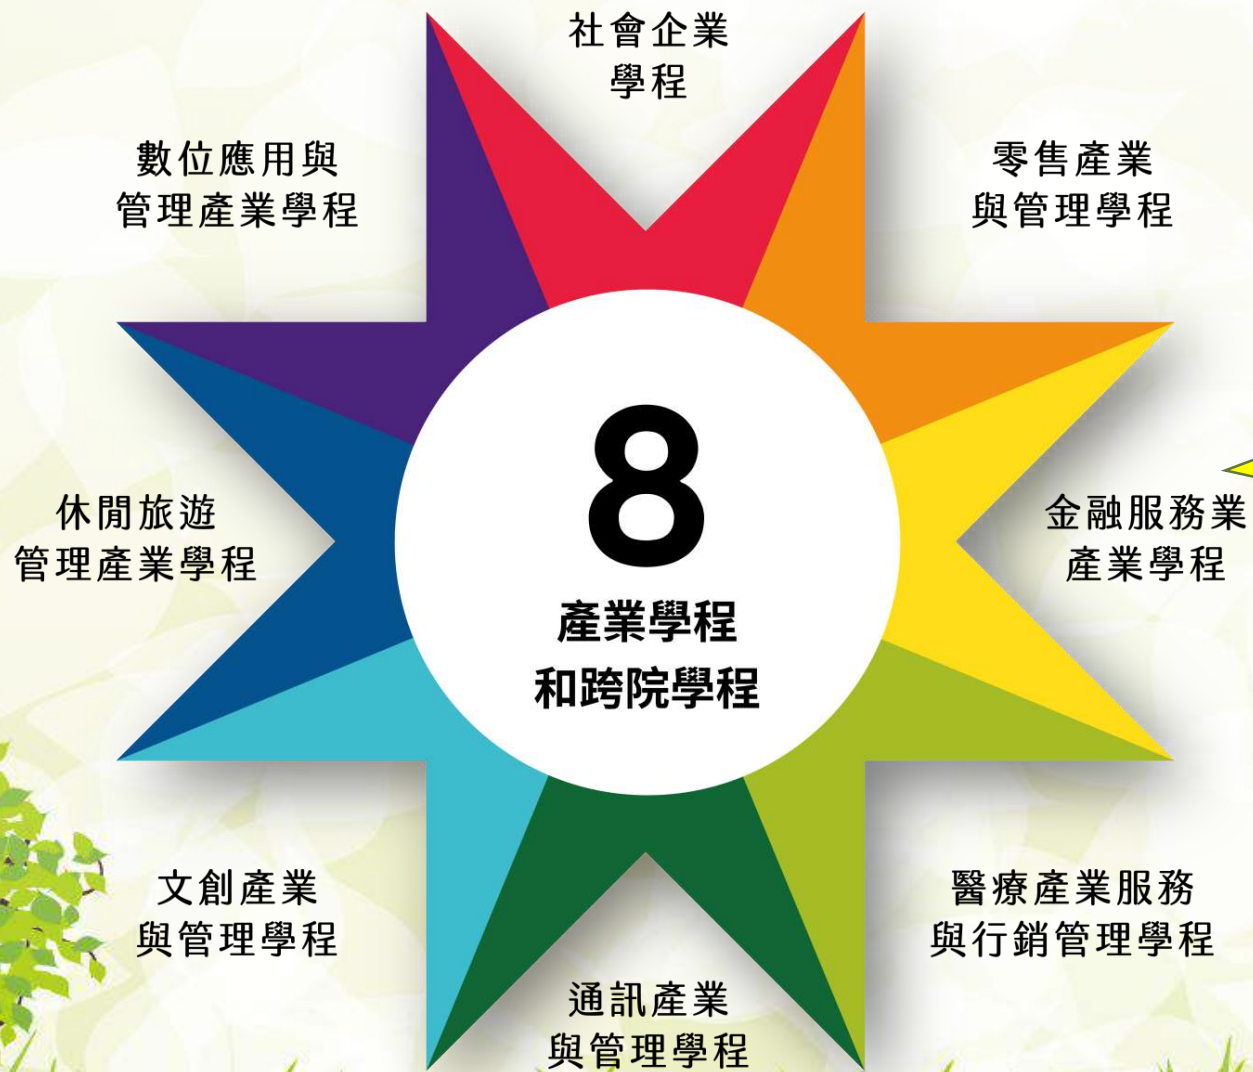 社會企業
學程
數位應用與
管理產業學程
零售產業
與管理學程
8
產業學程
和跨院學程
休閒旅遊
管理產業學程
金融服務業
產業學程
文創產業
與管理學程
醫療產業服務
與行銷管理學程
通訊產業
與管理學程